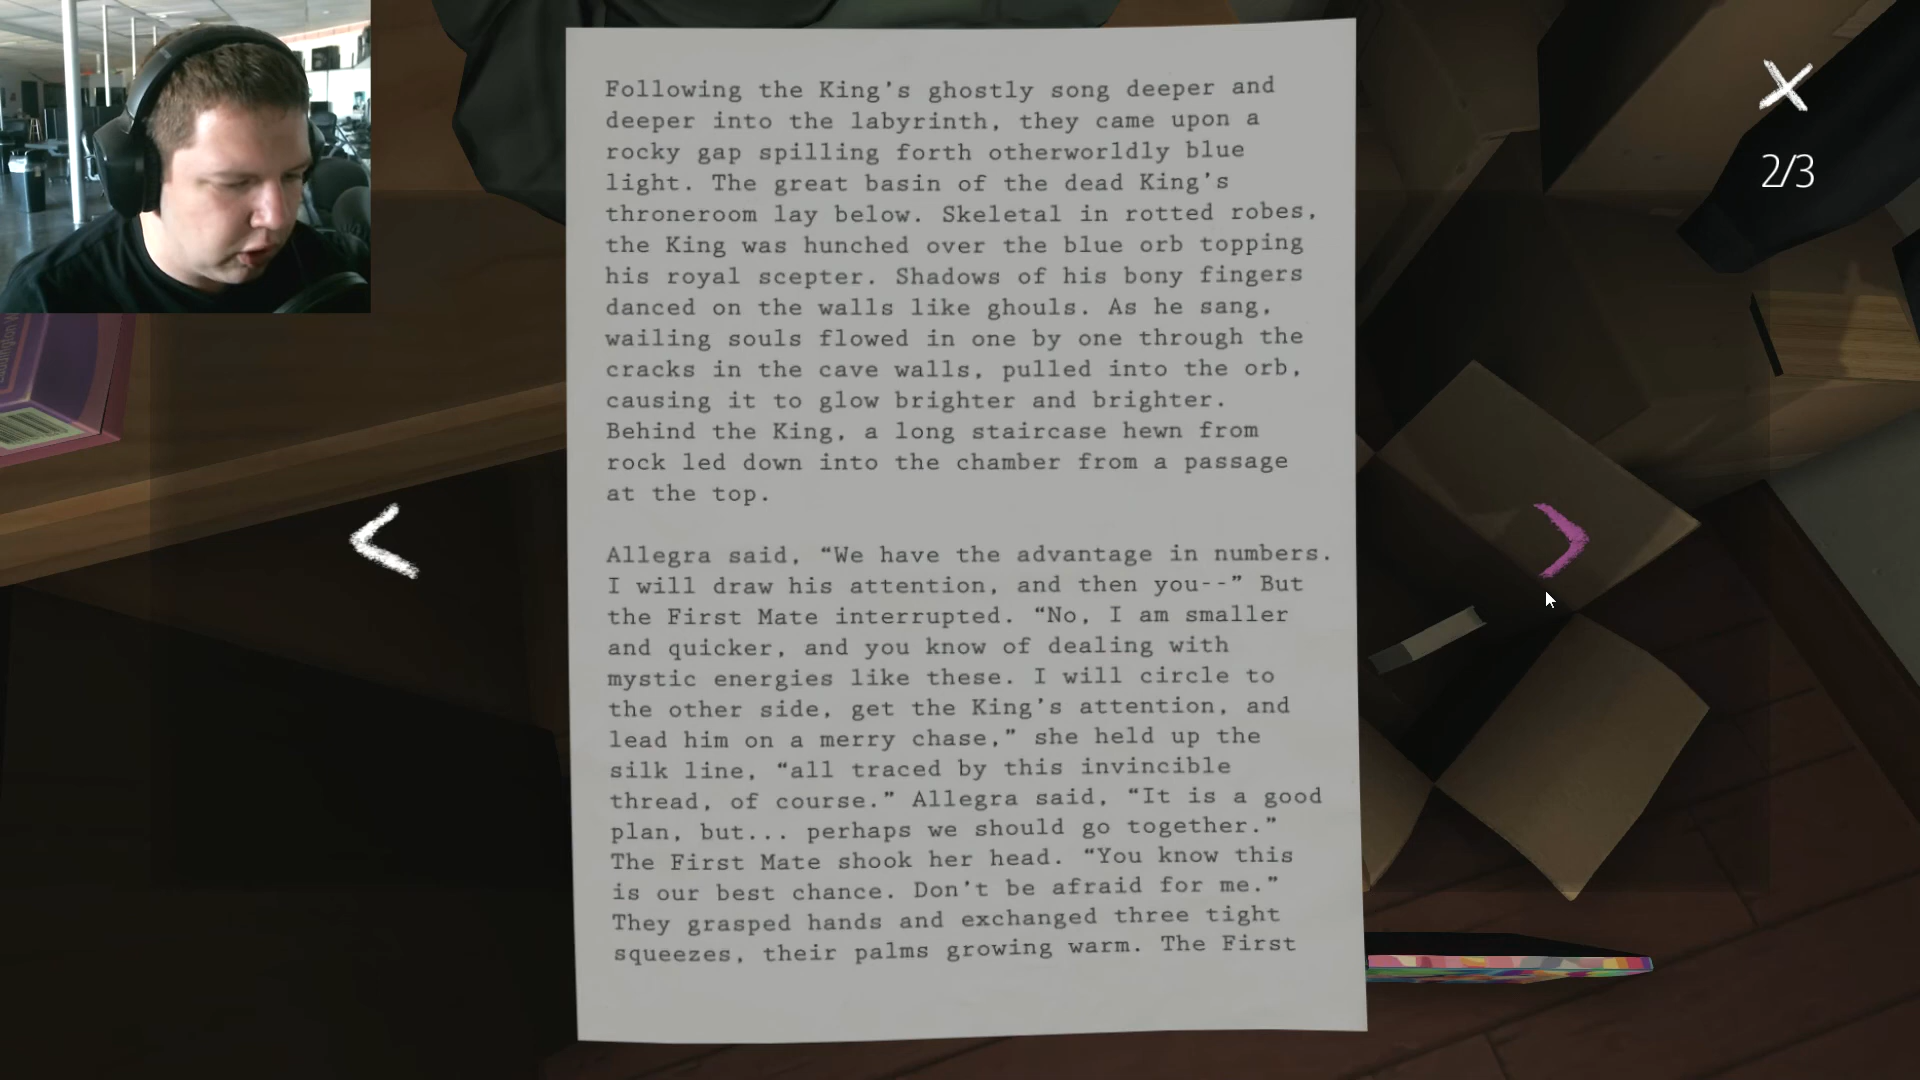 Following the King's ghostly song deeper and
deeper into the labyrinth, they came upon a
rocky gap spilling forth otherworldly blue
light. The great basin of the dead King's
throneroom lay below. Skeletal in rotted robes,
the King was hunched over the blue orb topping
his royal scepter. Shadows of his bony fingers
danced on the walls like ghouls. As he sang,
wailing souls flowed in one by one through the
cracks in the cave walls, pulled into the orb,
causing it to glow brighter and brighter.
Behind the King, a long staircase hewn from
rock led down into the chamber from a passage
at the top.
Allegra said, “We have the advantage in numbers.
I will draw his attention, and then you--” But
the First Mate interrupted. “No, I am smaller
and quicker, and you know of dealing with
mystic energies like these. I will circle to
the other side, get the King's attention, and
lead him on a merry chase,” she held up the
silk line, “all traced by this invincible
thread, of course.” Allegra said, “It is a good
plan, but... perhaps we should go together.”
The First Mate shook her head. “You know this
is our best chance. Don't be afraid for me.”
They grasped hands and exchanged three tight
squeezes, their palms growing warm. The First
2/3